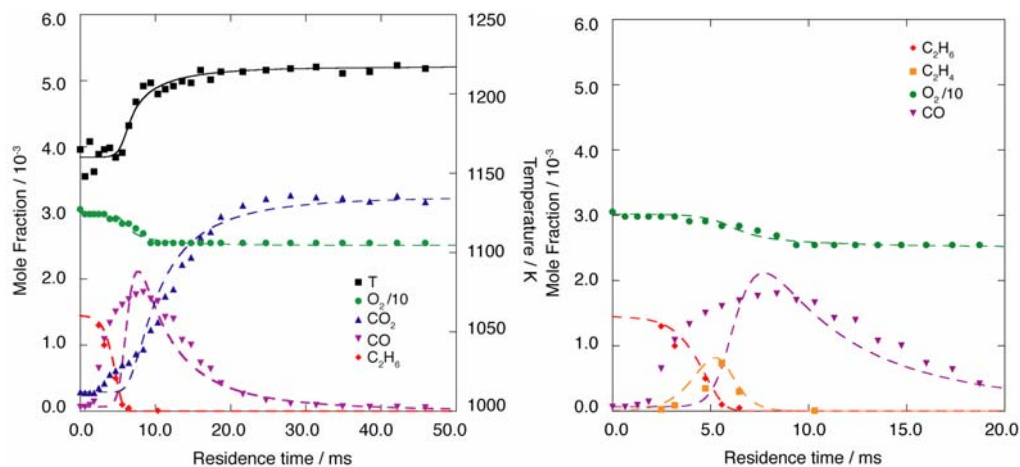 6.0
5.0
4.0
3.0
2.0
1.0
0.0
Mole Fraction / 10⁻³
1250
1200
1150
1100
1050
1000
Temperature / K
T
O₂/10
CO₂
CO
C₂H₆
0.0 10.0 20.0 30.0 40.0 50.0
Residence time / ms
6.0
5.0
4.0
3.0
2.0
1.0
0.0
Mole Fraction / 10⁻³
C₂H₆
C₂H₄
O₂/10
CO
0.0 5.0 10.0 15.0 20.0
Residence time / ms